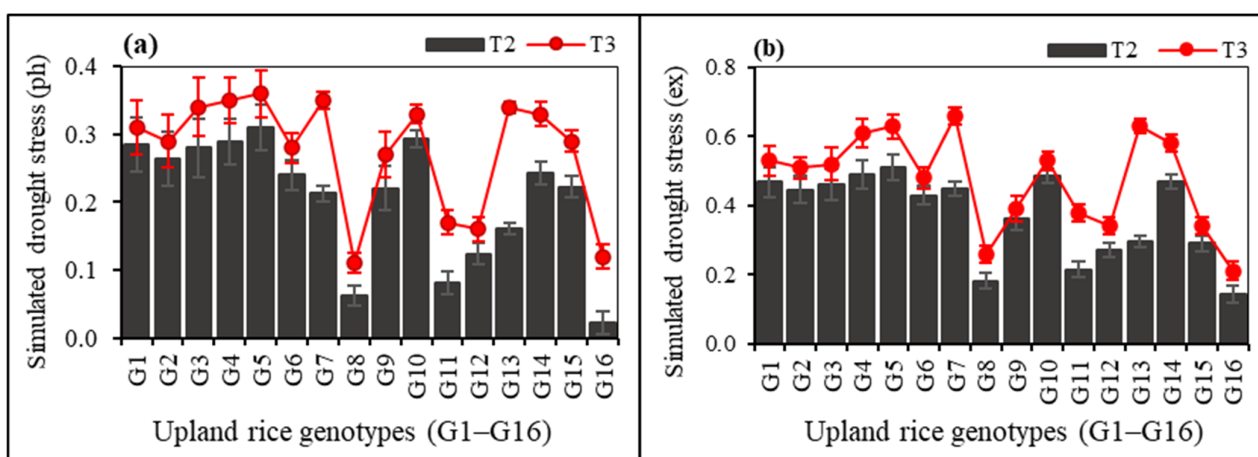 (a)
T2
T3
Simulated drought stress (ph)
0.4
0.3
0.2
0.1
0.0
G1
G2
G3
G4
G5
G6
G7
G8
G9
G10
G11
G12
G13
G14
G15
G16
Upland rice genotypes (G1–G16)
(b)
T2
T3
Simulated drought stress (ex)
0.8
0.6
0.4
0.2
0.0
G1
G2
G3
G4
G5
G6
G7
G8
G9
G10
G11
G12
G13
G14
G15
G16
Upland rice genotypes (G1–G16)